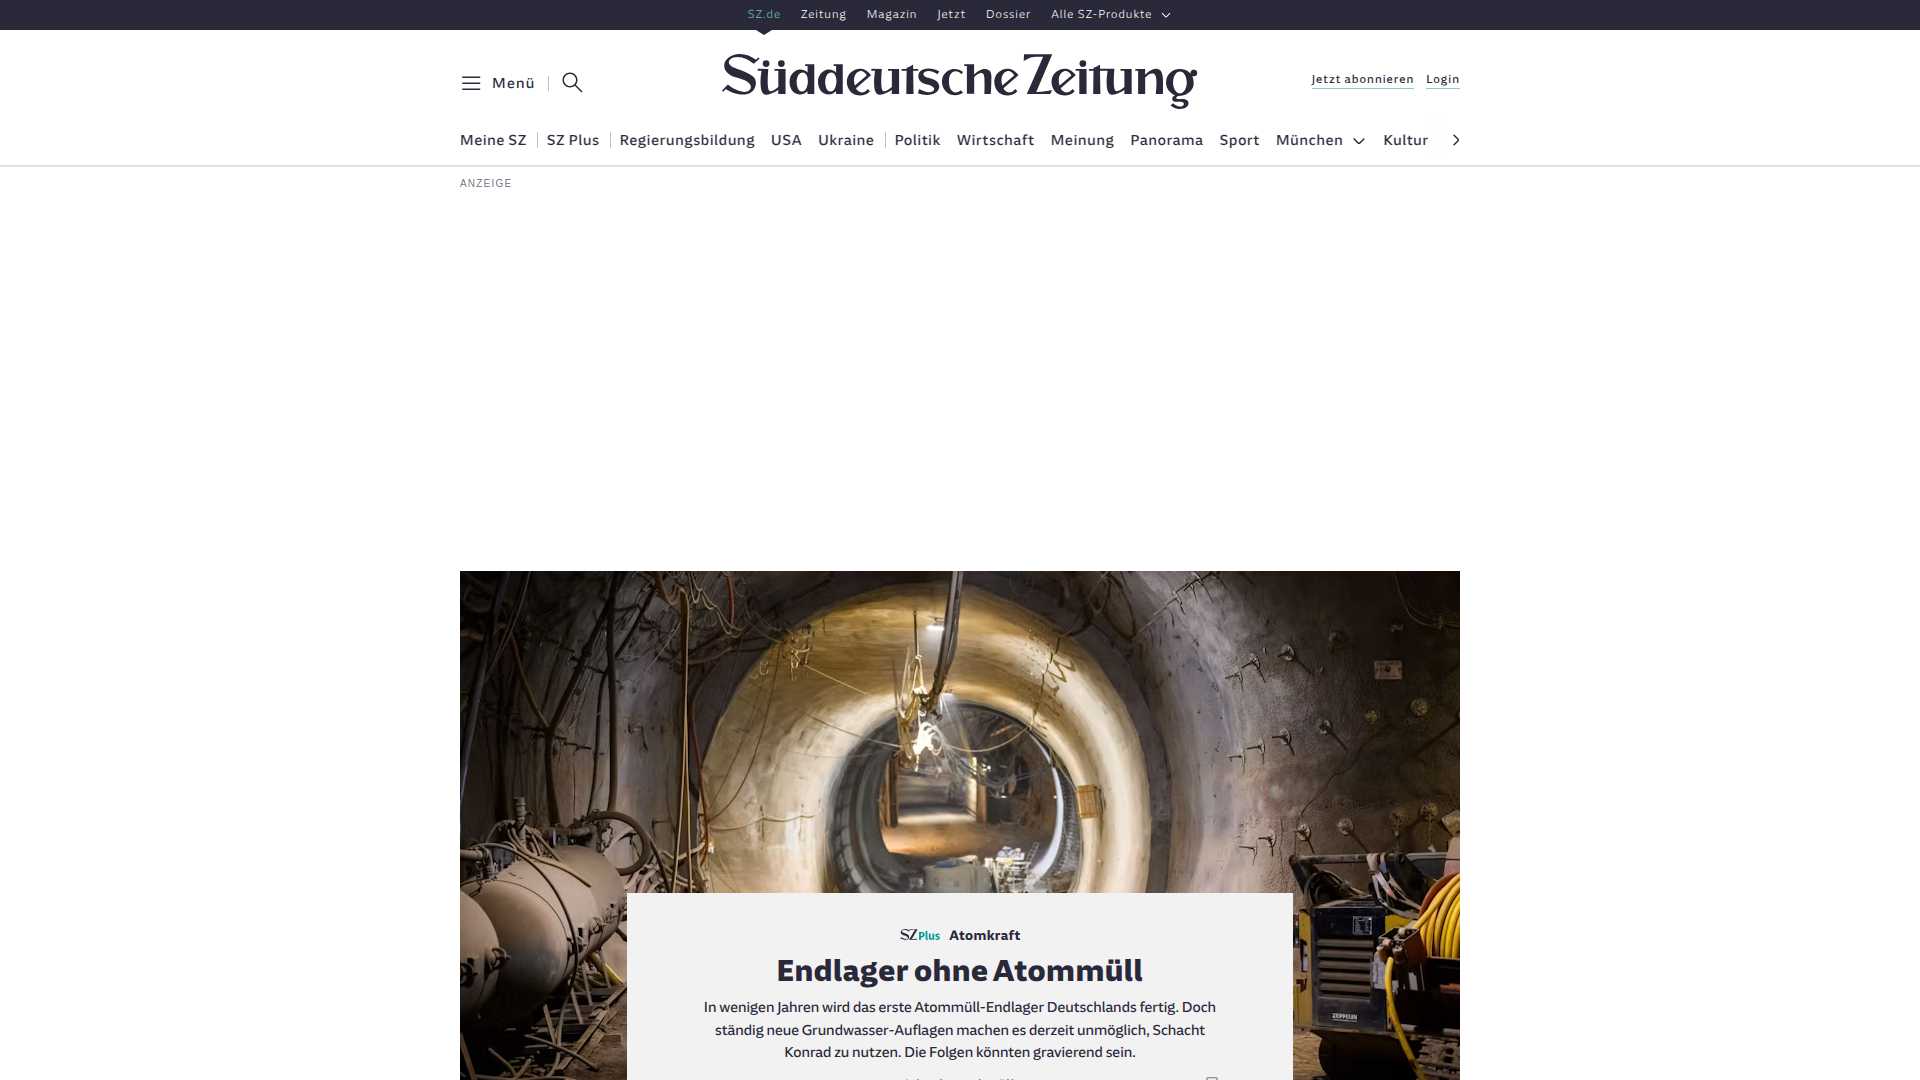 SZ.de Zeitung Magazin Jetzt Dossier Alle SZ-Produkte
Menü
Süddeutsche Zeitung
Jetzt abonnieren Login
Meine SZ SZ Plus Regierungsbildung USA Ukraine Politik Wirtschaft Meinung Panorama Sport München Kultur
ANZEIGE
SZ Plus Atomkraft
Endlager ohne Atommüll
In wenigen Jahren wird das erste Atommüll-Endlager Deutschlands fertig. Doch
ständig neue Grundwasser-Auflagen machen es derzeit unmöglich, Schacht
Konrad zu nutzen. Die Folgen könnten gravierend sein.
ZEPPELIN